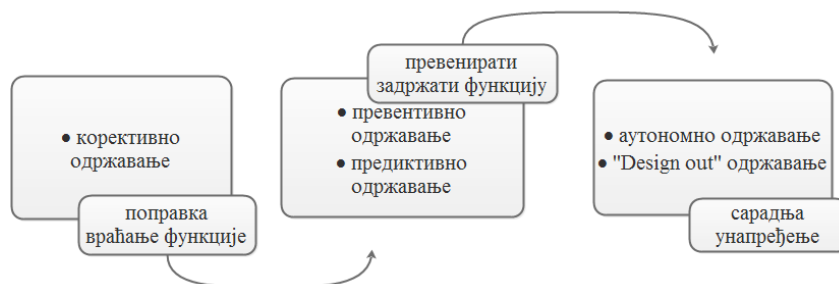 • корективно
одржавање
поправка
враћање функције
превенирати
задржати функцију
• превентивно
одржавање
• предиктивно
одржавање
• аутономно одржавање
• "Design out" одржавање
сарадња
унапређење